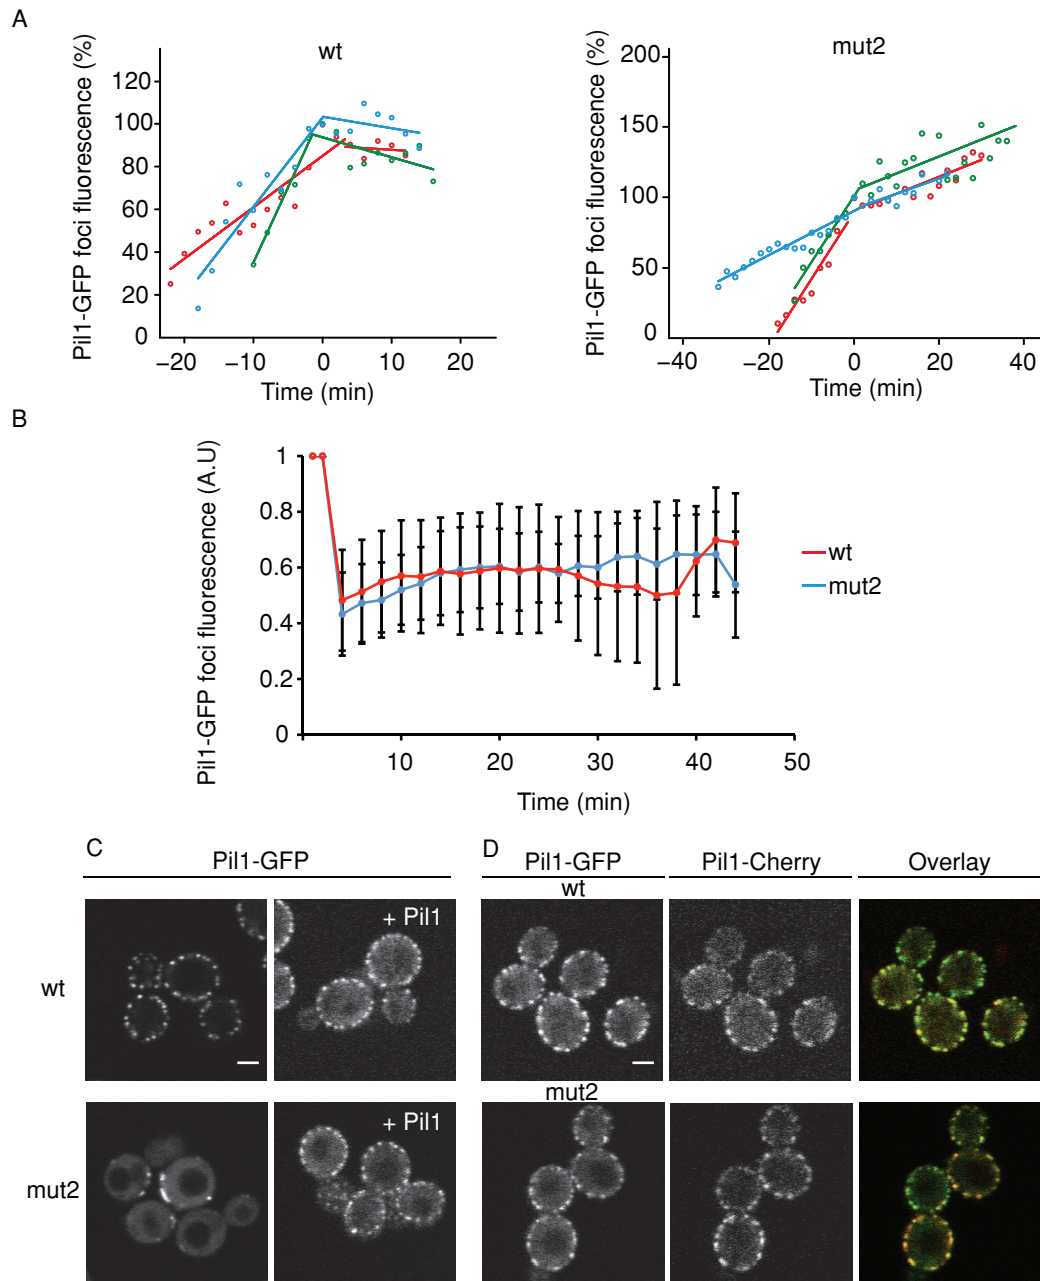 A
wt
mut2
Pil1-GFP foci fluorescence (%)
120
100
80
60
40
20
0
−20
−10
0
10
20
Time (min)
Pil1-GFP foci fluorescence (%)
200
150
100
50
0
−40
−20
0
20
40
Time (min)
B
Pil1-GFP foci fluorescence (A.U)
1
0.8
0.6
0.4
0.2
0
10
20
30
40
50
Time (min)
wt
mut2
C
Pil1-GFP
D
Pil1-GFP
Pil1-Cherry
Overlay
wt
+ Pil1
wt
mut2
+ Pil1
mut2